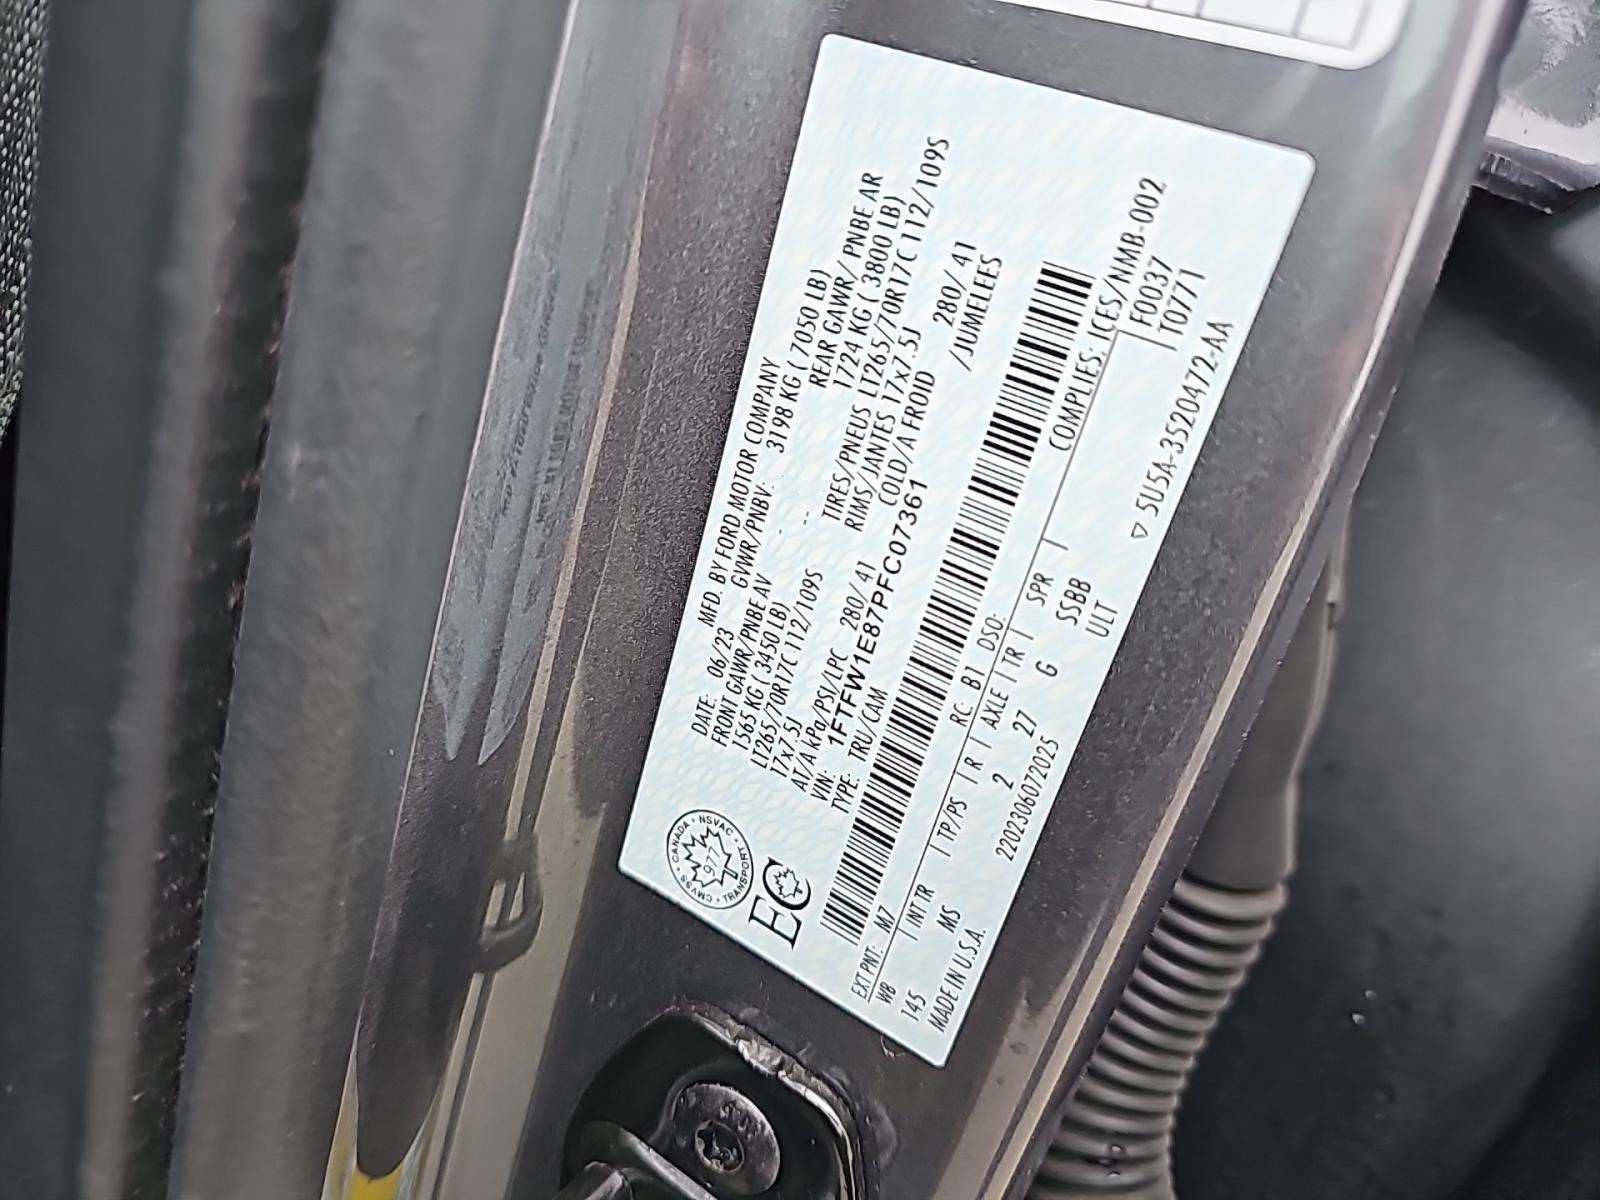 DATE: 06/23 MFD. BY FORD MOTOR COMPANY
FRONT GAWR/PNBE AV GVWR/PNBV: 3198 KG ( 7050 LB)
1565 KG ( 3450 LB) REAR GAWR/ PNBE AR
1724 KG ( 3800 LB)
LT265/70R17C 112/109S -- TIRES/PNEUS LT265/70R17C 112/109S
17x7.5J RIMS/JANTES 17x7.5J
AT/A kPa/PSI/LPC 280/41 COLD/A FROID 280/41
VIN: 1FTFW1E87PFC07361 /JUMELEES
TYPE: TRU/CAM
CMVSS • CANADA • NSVAC • TRANSPORT
977
EC
EXT PNT: M7 RC: B1 DSO: COMPLIES: ICES/NMB-002
WB INT TR TP/PS R AXLE TR SPR F0037
145 MS 2 27 G SSBB T0771
MADE IN U.S.A. 2202306072025 ULT ▽ 5U5A-3520472-AA